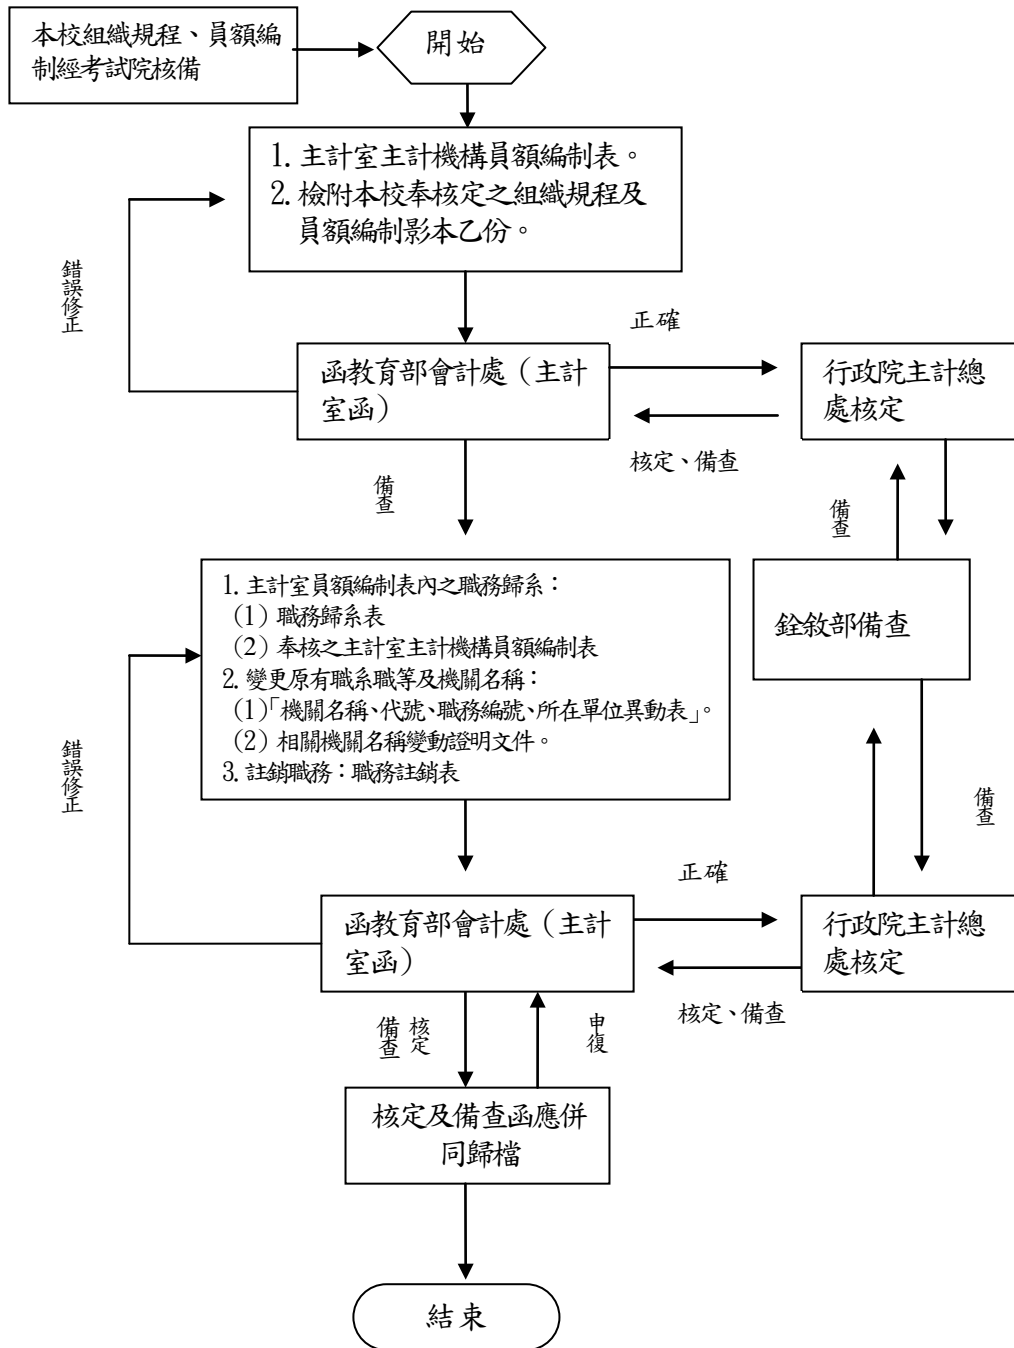 本校組織規程、員額編
制經考試院核備
開始
1. 主計室主計機構員額編制表。
2. 檢附本校奉核定之組織規程及
員額編制影本乙份。
錯誤修正
正確
函教育部會計處（主計
室函）
行政院主計總
處核定
核定、備查
備查
備查
1. 主計室員額編制表內之職務歸系：
(1) 職務歸系表
(2) 奉核之主計室主計機構員額編制表
2. 變更原有職系職等及機關名稱：
(1)「機關名稱、代號、職務編號、所在單位異動表」。
(2) 相關機關名稱變動證明文件。
3. 註銷職務：職務註銷表
銓敘部備查
錯誤修正
備查
正確
函教育部會計處（主計
室函）
行政院主計總
處核定
核定、備查
核定
備查
申復
核定及備查函應併
同歸檔
結束